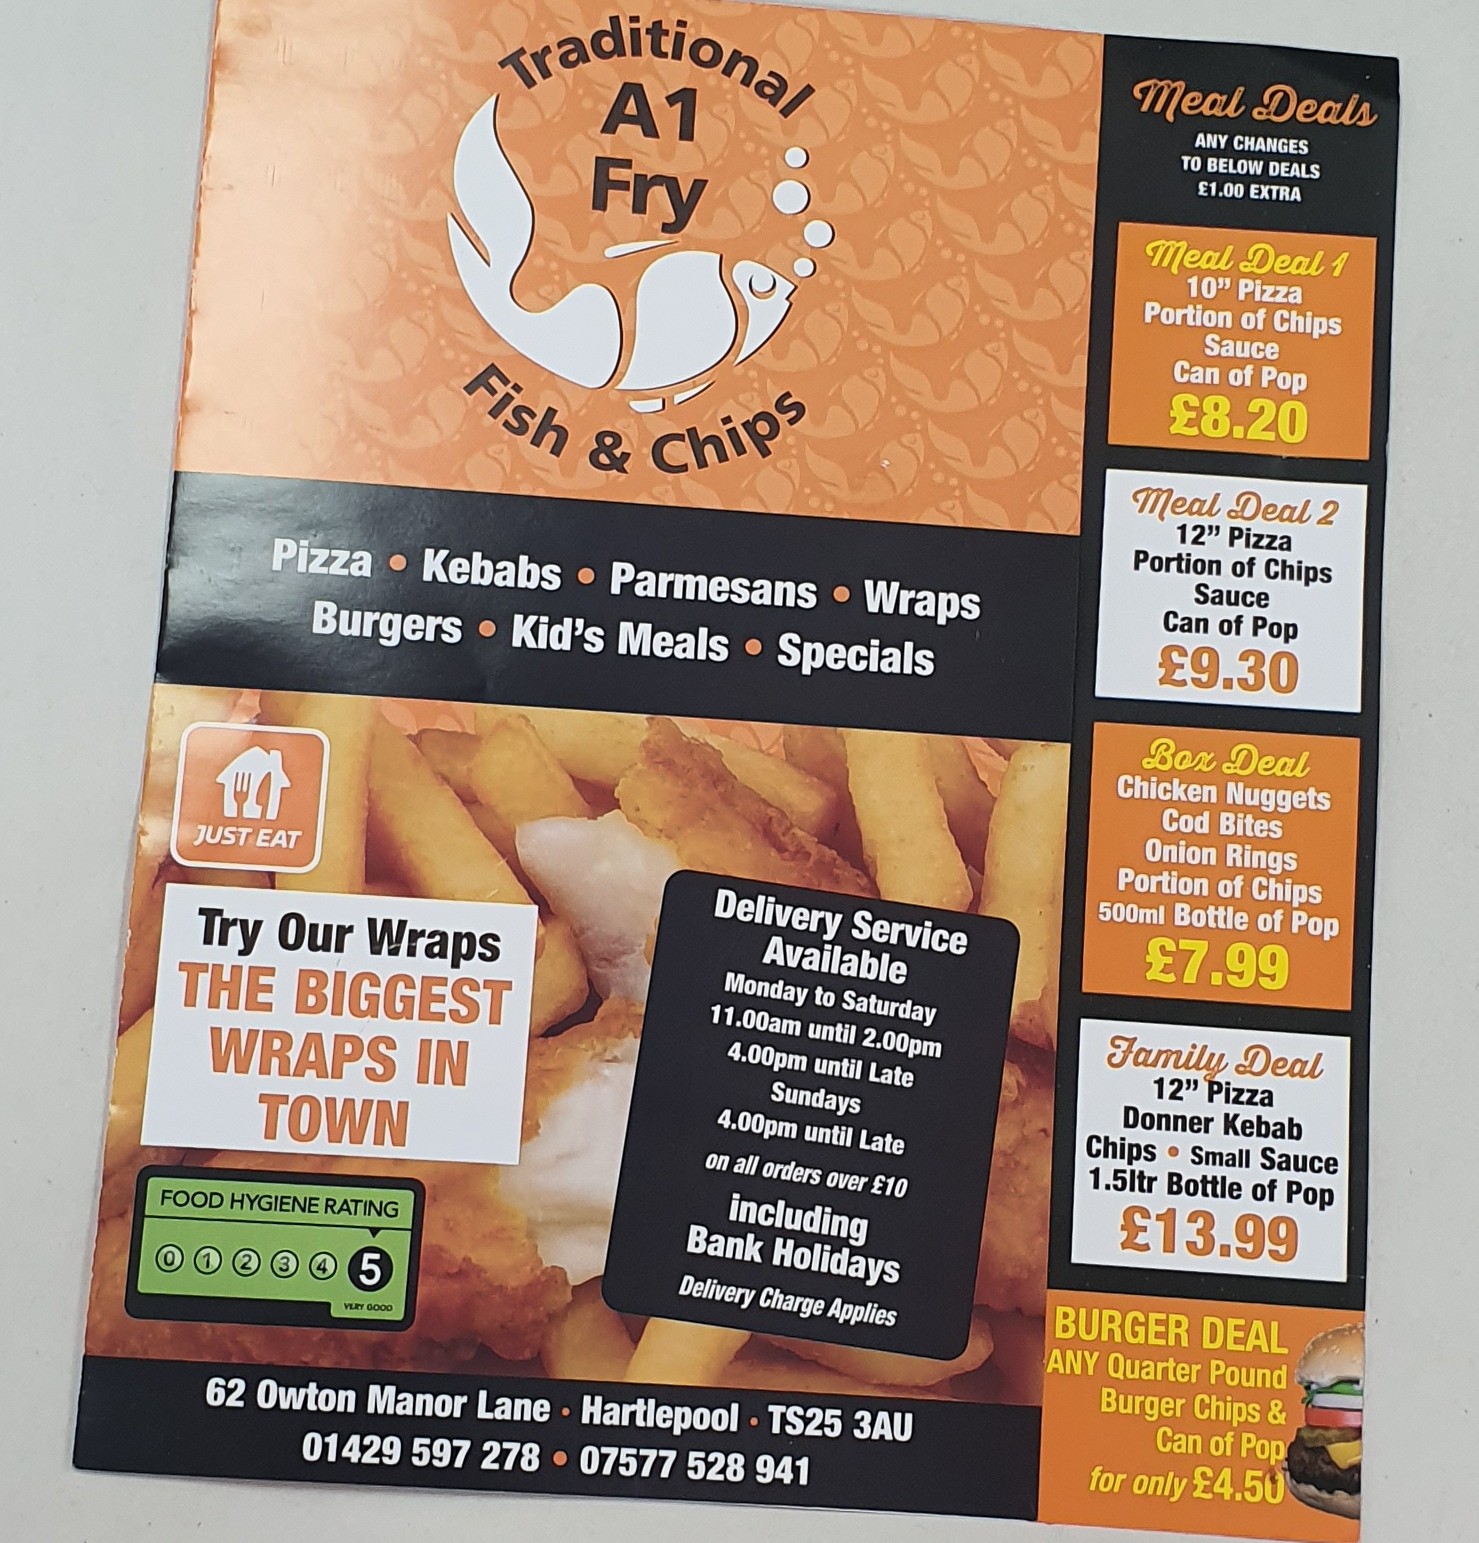 Traditional
A1
Fry
Fish & Chips
Pizza • Kebabs • Parmesans • Wraps
Burgers • Kid's Meals • Specials
JUST EAT
Try Our Wraps
THE BIGGEST
WRAPS IN
TOWN
FOOD HYGIENE RATING
0 1 2 3 4 5
VERY GOOD
Delivery Service
Available
Monday to Saturday
11.00am until 2.00pm
4.00pm until Late
Sundays
4.00pm until Late
on all orders over £10
including
Bank Holidays
Delivery Charge Applies
62 Owton Manor Lane • Hartlepool • TS25 3AU
01429 597 278 • 07577 528 941
Meal Deals
ANY CHANGES
TO BELOW DEALS
£1.00 EXTRA
Meal Deal 1
10” Pizza
Portion of Chips
Sauce
Can of Pop
£8.20
Meal Deal 2
12” Pizza
Portion of Chips
Sauce
Can of Pop
£9.30
Box Deal
Chicken Nuggets
Cod Bites
Onion Rings
Portion of Chips
500ml Bottle of Pop
£7.99
Family Deal
12” Pizza
Donner Kebab
Chips • Small Sauce
1.5ltr Bottle of Pop
£13.99
BURGER DEAL
ANY Quarter Pound
Burger Chips &
Can of Pop
for only £4.50